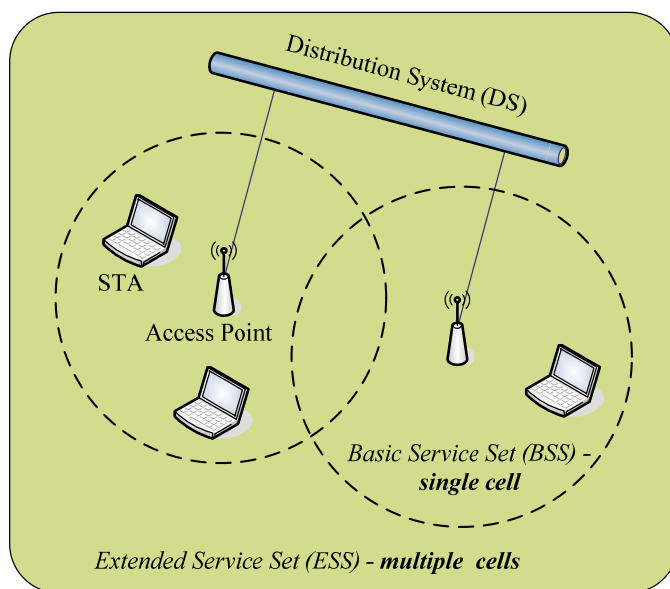 Distribution System (DS)
STA
Access Point
Basic Service Set (BSS) -
single cell
Extended Service Set (ESS) - multiple cells